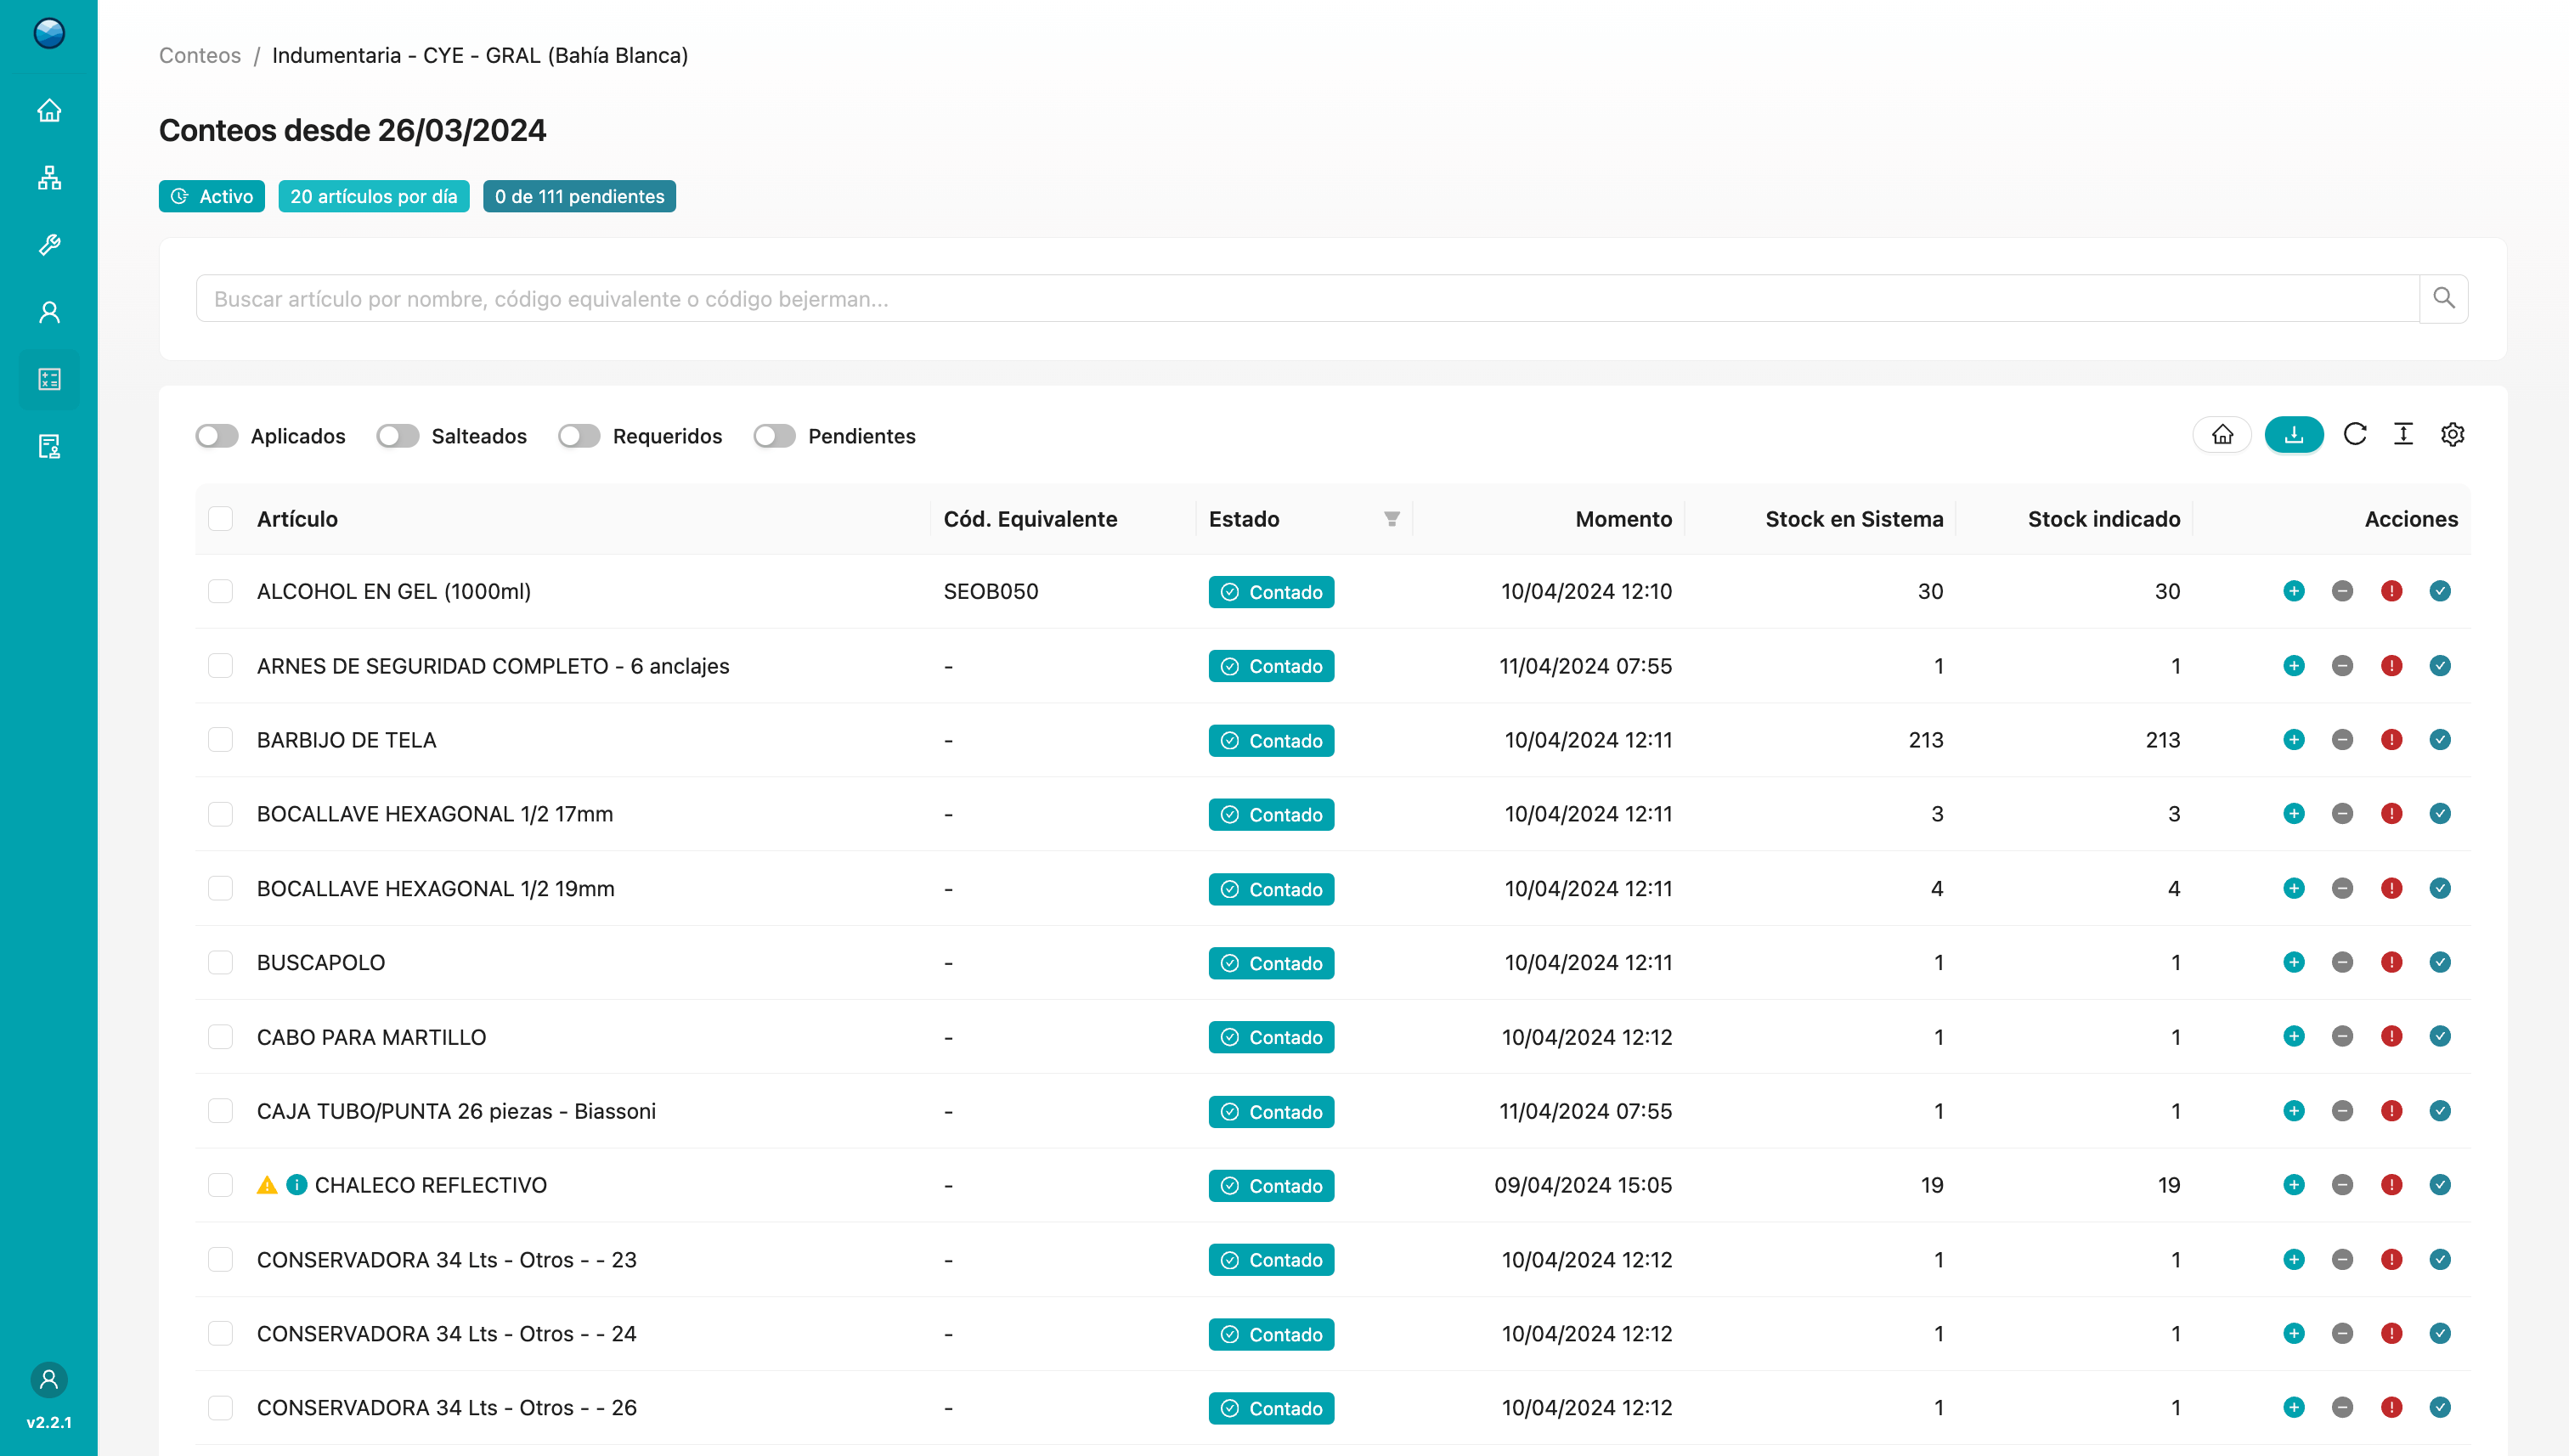 Conteos / Indumentaria - CYE - GRAL (Bahía Blanca)
Conteos desde 26/03/2024
Activo 20 artículos por día 0 de 111 pendientes
Buscar artículo por nombre, código equivalente o código bejerman...
Aplicados Salteados Requeridos Pendientes
Artículo Cód. Equivalente Estado Momento Stock en Sistema Stock indicado Acciones
ALCOHOL EN GEL (1000ml) SEOB050 Contado 10/04/2024 12:10 30 30
ARNES DE SEGURIDAD COMPLETO - 6 anclajes - Contado 11/04/2024 07:55 1 1
BARBIJO DE TELA - Contado 10/04/2024 12:11 213 213
BOCALLAVE HEXAGONAL 1/2 17mm - Contado 10/04/2024 12:11 3 3
BOCALLAVE HEXAGONAL 1/2 19mm - Contado 10/04/2024 12:11 4 4
BUSCAPOLO - Contado 10/04/2024 12:11 1 1
CABO PARA MARTILLO - Contado 10/04/2024 12:12 1 1
CAJA TUBO/PUNTA 26 piezas - Biassoni - Contado 11/04/2024 07:55 1 1
CHALECO REFLECTIVO - Contado 09/04/2024 15:05 19 19
CONSERVADORA 34 Lts - Otros - - 23 - Contado 10/04/2024 12:12 1 1
CONSERVADORA 34 Lts - Otros - - 24 - Contado 10/04/2024 12:12 1 1
CONSERVADORA 34 Lts - Otros - - 26 - Contado 10/04/2024 12:12 1 1
v2.2.1